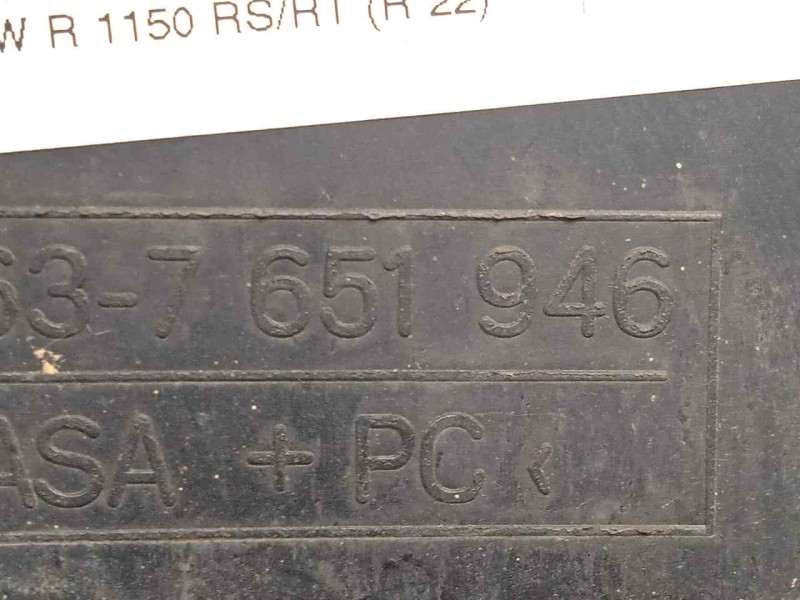 W R 1150 RS/RT (R 22)
63-7 651 946
ASA + PC <